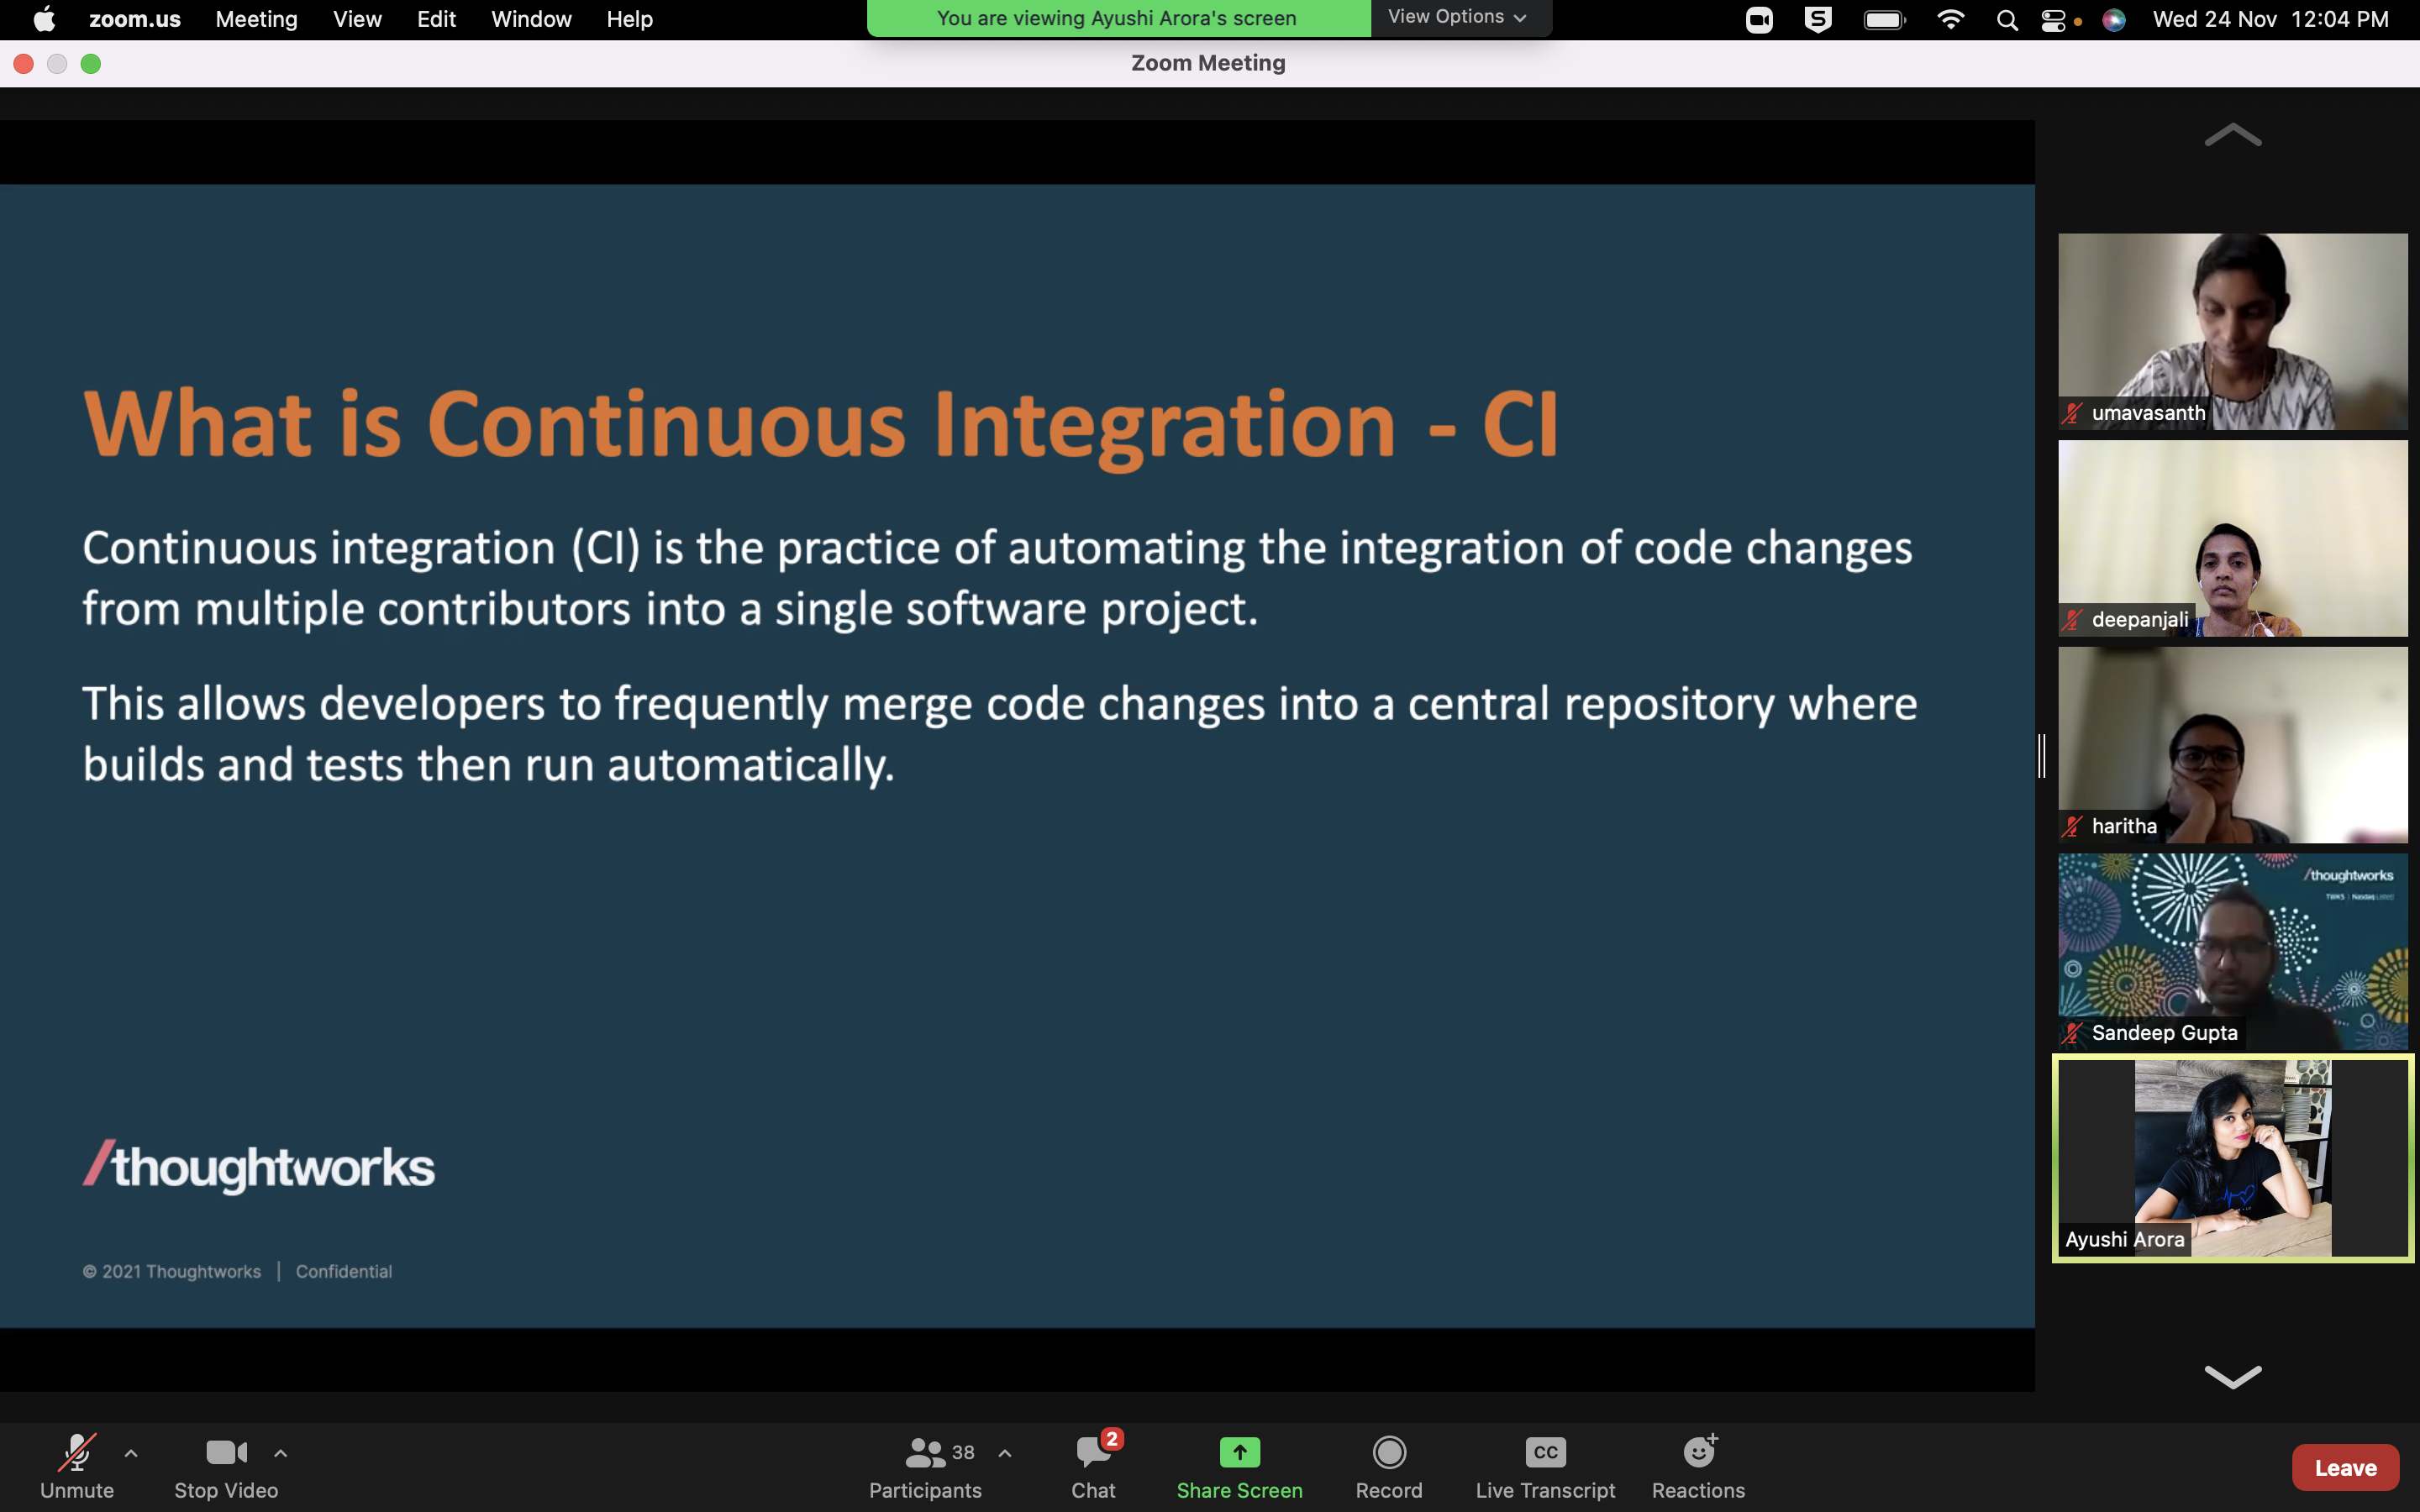 zoom.us Meeting View Edit Window Help
You are viewing Ayushi Arora's screen View Options
S
Wed 24 Nov 12:04 PM
Zoom Meeting
What is Continuous Integration - CI
Continuous integration (CI) is the practice of automating the integration of code changes
from multiple contributors into a single software project.
This allows developers to frequently merge code changes into a central repository where
builds and tests then run automatically.
/thoughtworks
© 2021 Thoughtworks | Confidential
umavasanth
deepanjali
haritha
/thoughtworks
Sandeep Gupta
Ayushi Arora
Unmute
Stop Video
38
Participants
2
Chat
Share Screen
Record
CC
Live Transcript
Reactions
Leave